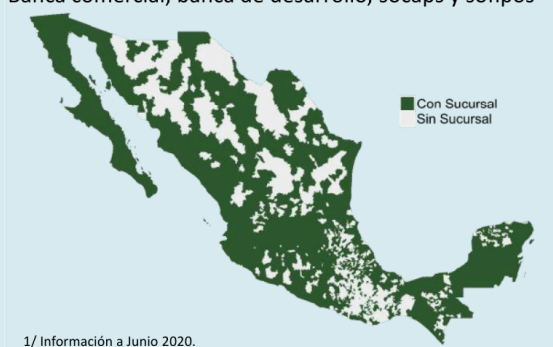 Banca comercial, banca de desarrollo, socaps y sofipos
Con Sucursal
Sin Sucursal
1/ Información a Junio 2020.